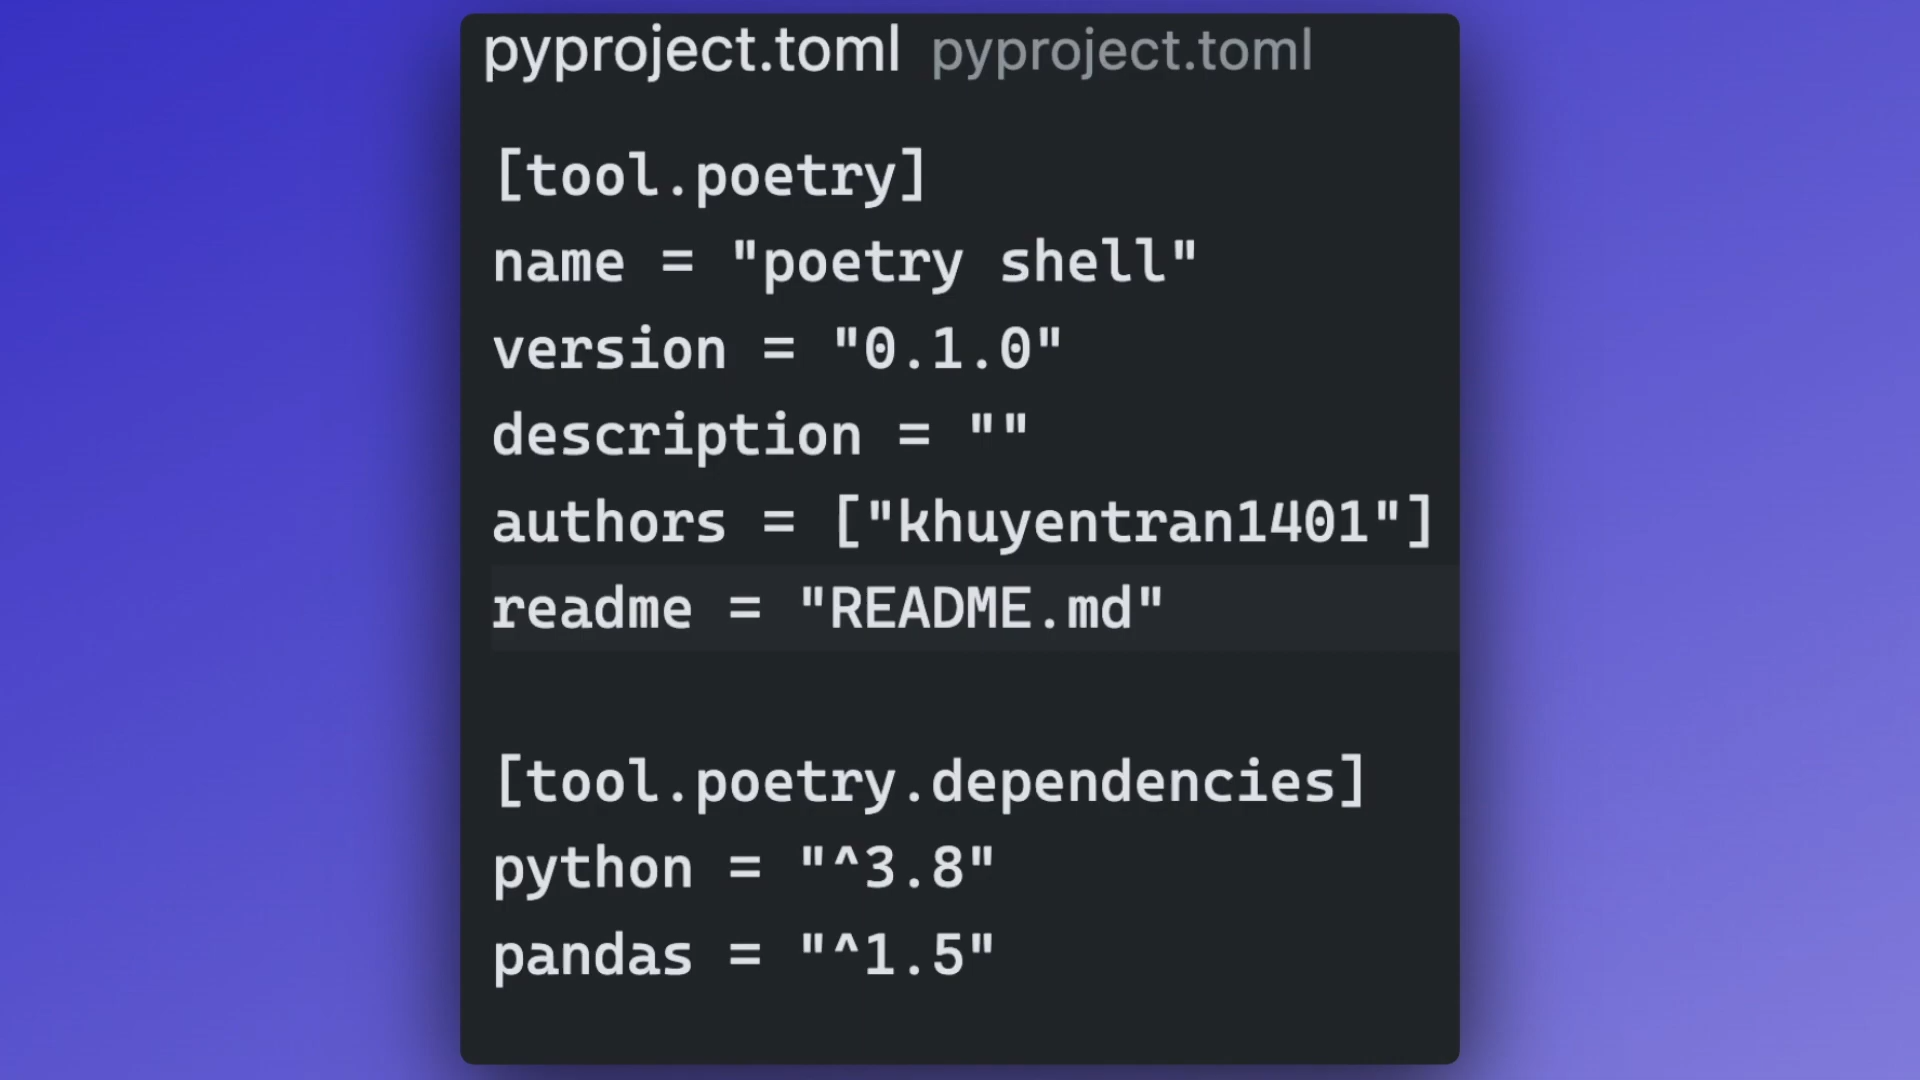 pyproject.toml pyproject.toml
[tool.poetry]
name = "poetry shell"
version = "0.1.0"
description = ""
authors = ["khuyentran1401"]
readme = "README.md"
[tool.poetry.dependencies]
python = "^3.8"
pandas = "^1.5"